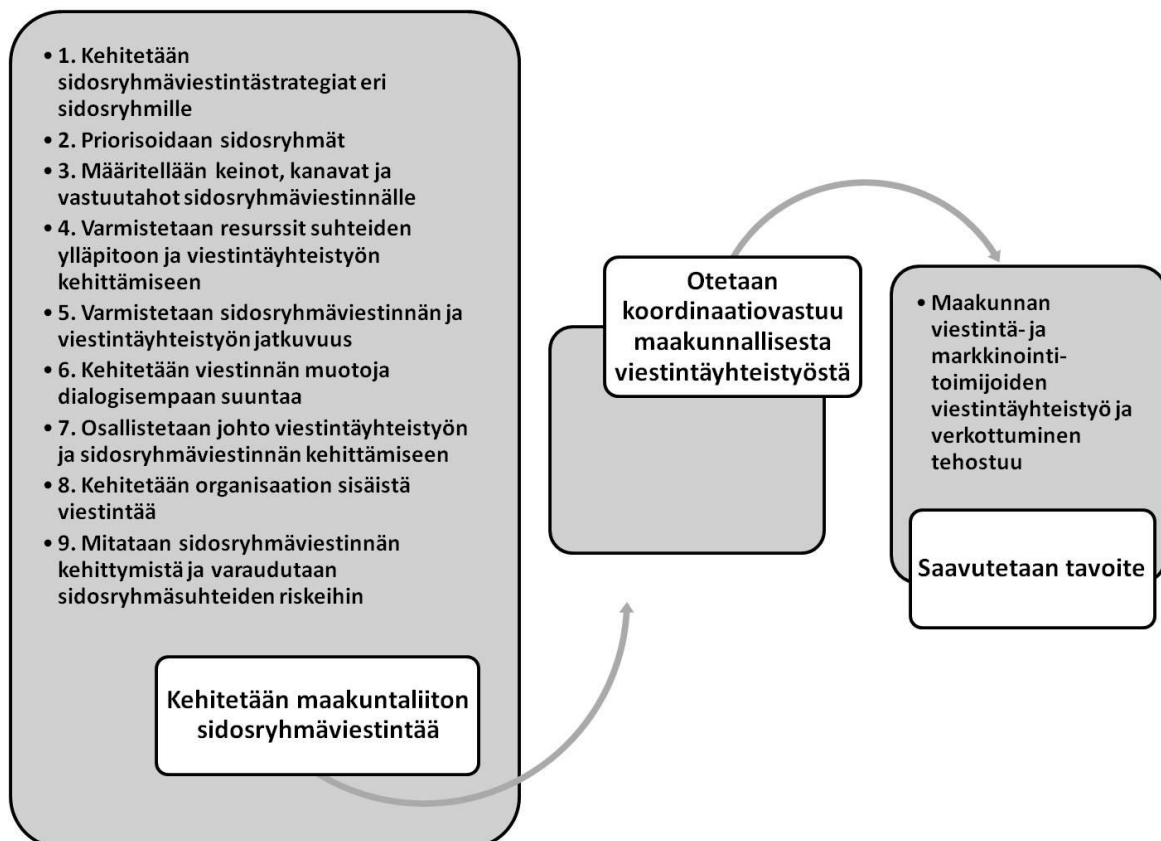 • 1. Kehitetään
sidosryhmäviestintästrategiat eri
sidosryhmille
• 2. Priorisoidaan sidosryhmät
• 3. Määritellään keinot, kanavat ja
vastuutahot sidosryhmäviestinnälle
• 4. Varmistetaan resurssit suhteiden
ylläpitoon ja viestintäyhteistyön
kehittämiseen
• 5. Varmistetaan sidosryhmäviestinnän ja
viestintäyhteistyön jatkuvuus
• 6. Kehitetään viestinnän muotoja
dialogisempaan suuntaa
• 7. Osallistetaan johto viestintäyhteistyön
ja sidosryhmäviestinnän kehittämiseen
• 8. Kehitetään organisaation sisäistä
viestintää
• 9. Mitataan sidosryhmäviestinnän
kehittymistä ja varaudutaan
sidosryhmäsuhteiden riskeihin
Kehitetään maakuntaliiton
sidosryhmäviestintää
Otetaan
koordinaatiovastuu
maakunnallisesta
viestintäyhteistyöstä
• Maakunnan
viestintä- ja
markkinointi-
toimijoiden
viestintäyhteistyö ja
verkottuminen
tehostuu
Saavutetaan tavoite